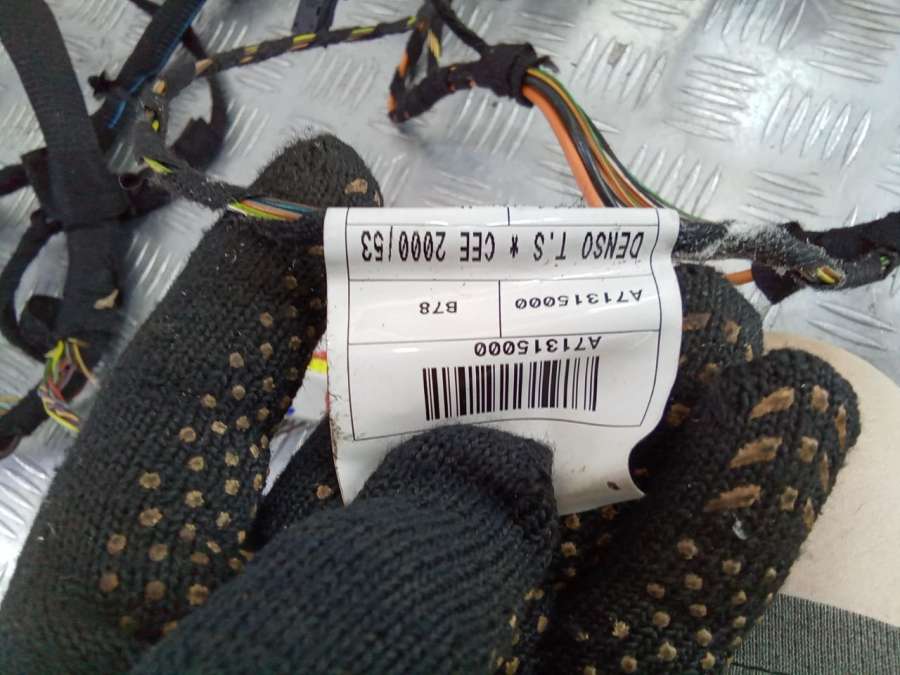 A71315000
A71315000
B78
DENSO T.S * CEE 2000/53